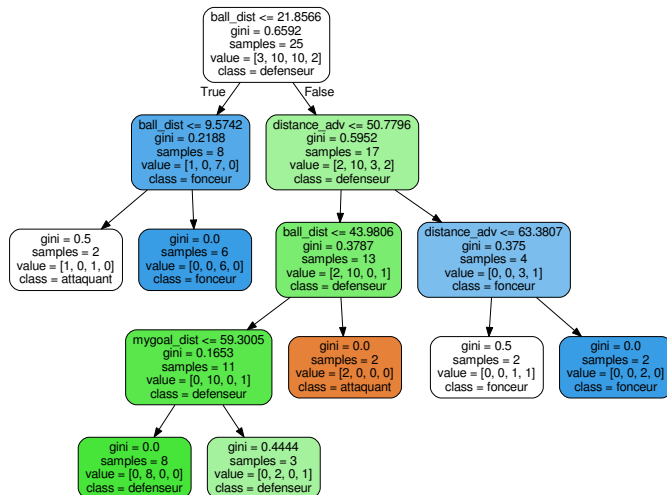 ball_dist <= 21.8566
gini = 0.6592
samples = 25
value = [3, 10, 10, 2]
class = defenseur
True
False
ball_dist <= 9.5742
gini = 0.2188
samples = 8
value = [1, 0, 7, 0]
class = fonceur
distance_adv <= 50.7796
gini = 0.5952
samples = 17
value = [2, 10, 3, 2]
class = defenseur
gini = 0.5
samples = 2
value = [1, 0, 1, 0]
class = attaquant
gini = 0.0
samples = 6
value = [0, 0, 6, 0]
class = fonceur
ball_dist <= 43.9806
gini = 0.3787
samples = 13
value = [2, 10, 0, 1]
class = defenseur
distance_adv <= 63.3807
gini = 0.375
samples = 4
value = [0, 0, 3, 1]
class = fonceur
mygoal_dist <= 59.3005
gini = 0.1653
samples = 11
value = [0, 10, 0, 1]
class = defenseur
gini = 0.0
samples = 2
value = [2, 0, 0, 0]
class = attaquant
gini = 0.5
samples = 2
value = [0, 0, 1, 1]
class = fonceur
gini = 0.0
samples = 2
value = [0, 0, 2, 0]
class = fonceur
gini = 0.0
samples = 8
value = [0, 8, 0, 0]
class = defenseur
gini = 0.4444
samples = 3
value = [0, 2, 0, 1]
class = defenseur